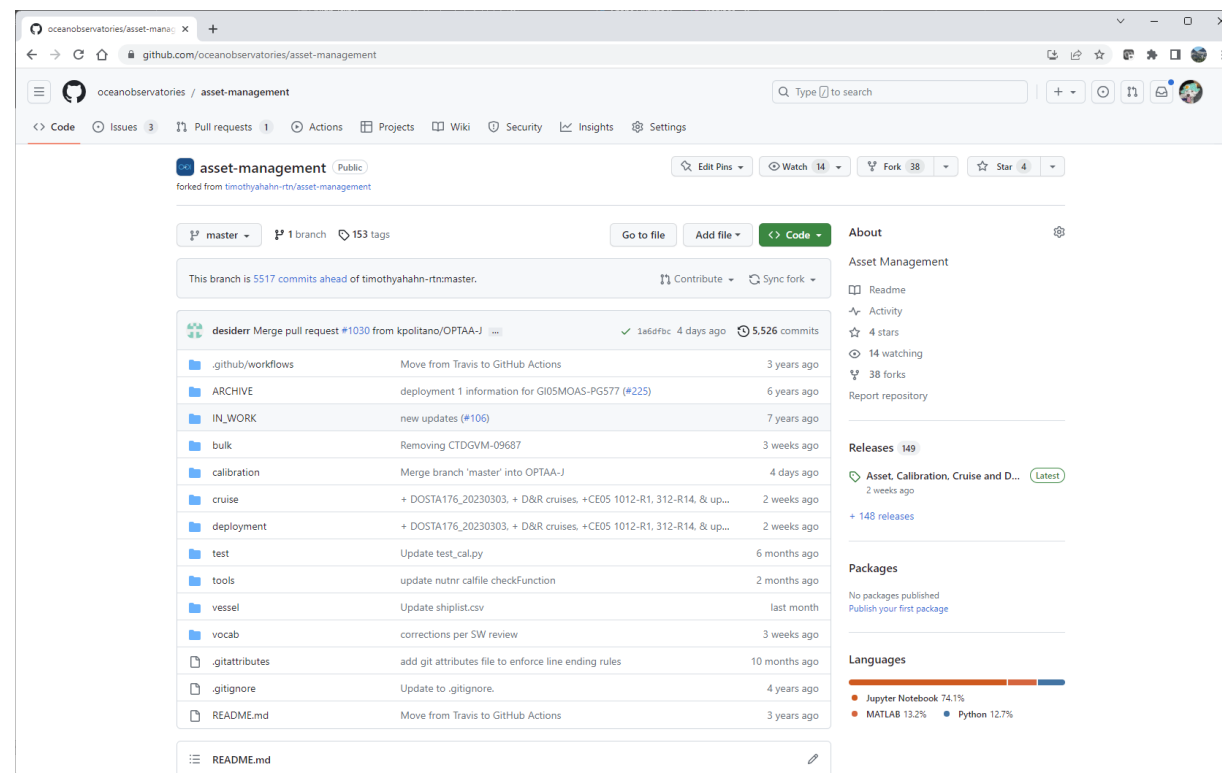 oceanobservatories/asset-manag
github.com/oceanobservatories/asset-management
oceanobservatories / asset-management
Type / to search
Code Issues 3 Pull requests 1 Actions Projects Wiki Security Insights Settings
asset-management Public
Edit Pins Watch 14 Fork 38 Star 4
forked from timothyahahn-rtn/asset-management
master 1 branch 153 tags Go to file Add file Code
This branch is 5517 commits ahead of timothyahahn-rtn:master. Contribute Sync fork
desiderr Merge pull request #1030 from kpolitano/OPTAA-J ... 1a6dfbc 4 days ago 5,526 commits
.github/workflows Move from Travis to GitHub Actions 3 years ago
ARCHIVE deployment 1 information for GI05MOAS-PG577 (#225) 6 years ago
IN_WORK new updates (#106) 7 years ago
bulk Removing CTDGVM-09687 3 weeks ago
calibration Merge branch 'master' into OPTAA-J 4 days ago
cruise + DOSTA176_20230303, + D&R cruises, +CE05 1012-R1, 312-R14, & up... 2 weeks ago
deployment + DOSTA176_20230303, + D&R cruises, +CE05 1012-R1, 312-R14, & up... 2 weeks ago
test Update test_cal.py 6 months ago
tools update nutnr calfile checkFunction 2 months ago
vessel Update shiplist.csv last month
vocab corrections per SW review 3 weeks ago
.gitattributes add git attributes file to enforce line ending rules 10 months ago
.gitignore Update to .gitignore. 4 years ago
README.md Move from Travis to GitHub Actions 3 years ago
README.md
About
Asset Management
Readme
Activity
4 stars
14 watching
38 forks
Report repository
Releases 149
Asset, Calibration, Cruise and D... Latest
2 weeks ago
+ 148 releases
Packages
No packages published
Publish your first package
Languages
Jupyter Notebook 74.1%
MATLAB 13.2% Python 12.7%